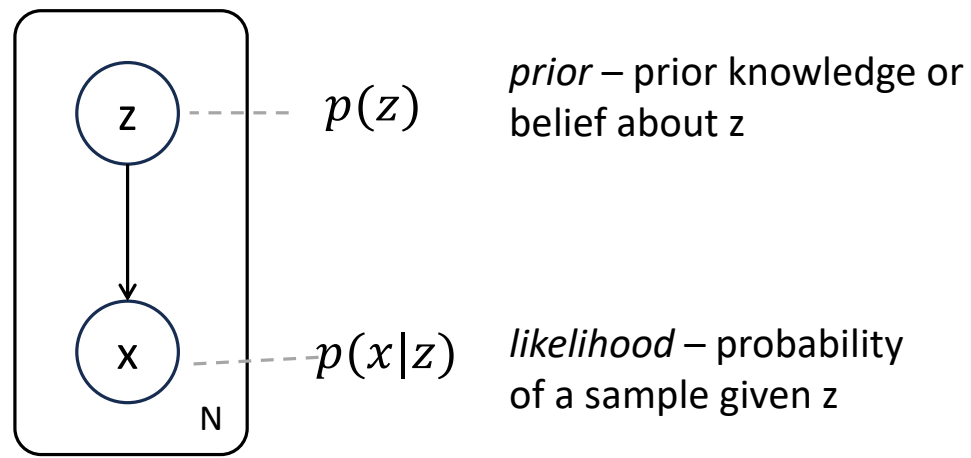 z
p(z)
prior – prior knowledge or
belief about z
x
p(x|z)
likelihood – probability
of a sample given z
N